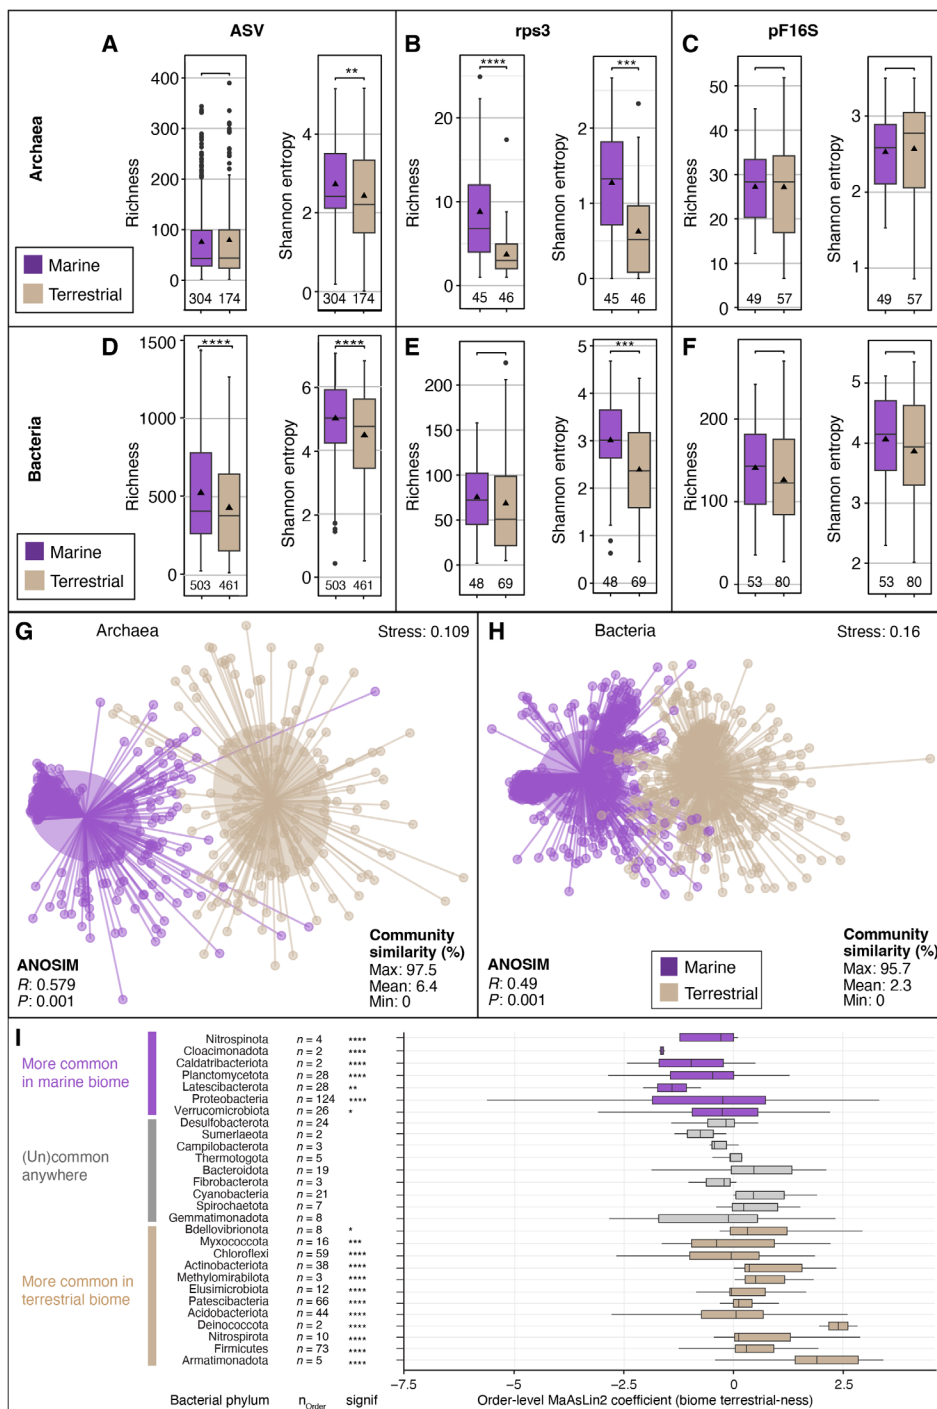 ASV
rps3
pF16S
Archaea
A
Richness
400
300
200
100
0
304 174
Shannon entropy
**
4
2
0
304 174
B
Richness
****
20
10
0
45 46
Shannon entropy
***
2
1
0
45 46
C
Richness
50
40
30
20
10
0
49 57
Shannon entropy
3
2
1
49 57
Marine
Terrestrial
Bacteria
D
Richness
****
1500
1000
500
0
503 461
Shannon entropy
****
6
4
2
0
503 461
E
Richness
200
150
100
50
0
48 69
Shannon entropy
***
5
4
3
2
1
0
48 69
F
Richness
200
100
0
53 80
Shannon entropy
5
4
3
2
53 80
Marine
Terrestrial
G
Archaea
Stress: 0.109
ANOSIM
R: 0.579
P: 0.001
Community
similarity (%)
Max: 97.5
Mean: 6.4
Min: 0
H
Bacteria
Stress: 0.16
ANOSIM
R: 0.49
P: 0.001
Marine
Terrestrial
Community
similarity (%)
Max: 95.7
Mean: 2.3
Min: 0
I
More common
in marine biome
(Un)common
anywhere
More common in
terrestrial biome
Nitrospinota n = 4 ****
Cloacimonadota n = 2 ****
Caldatribacteriota n = 2 ****
Planctomycetota n = 28 ****
Latescibacterota n = 28 **
Proteobacteria n = 124 ****
Verrucomicrobiota n = 26 *
Desulfobacterota n = 24
Sumerlaeota n = 2
Campilobacterota n = 3
Thermotogota n = 5
Bacteroidota n = 19
Fibrobacterota n = 3
Cyanobacteria n = 21
Spirochaetota n = 7
Gemmatimonadota n = 8
Bdellovibrionota n = 8 *
Myxococcota n = 16 ***
Chloroflexi n = 59 ****
Actinobacteriota n = 38 ****
Methylomirabilota n = 3 ****
Elusimicrobiota n = 12 ****
Patescibacteria n = 66 ****
Acidobacteriota n = 44 ****
Deinococcota n = 2 ****
Nitrospirota n = 10 ****
Firmicutes n = 73 ****
Armatimonadota n = 5 ****
−7.5 −5 −2.5 0 2.5
Bacterial phylum nOrder signif Order-level MaAsLin2 coefficient (biome terrestrial-ness)